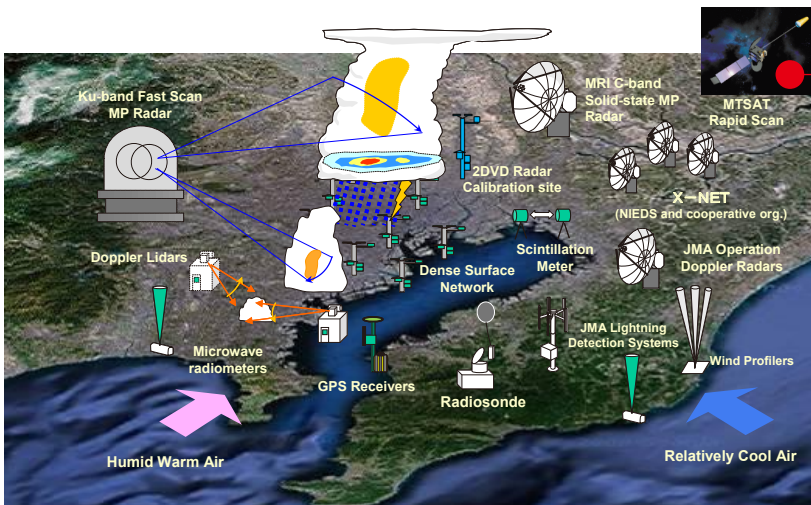 Ku-band Fast Scan
MP Radar
MRI C-band
Solid-state MP
Radar
MTSAT
Rapid Scan
2DVD Radar
Calibration site
X-NET
(NIEDS and cooperative org.)
Doppler Lidars
Dense Surface
Network
Scintillation
Meter
JMA Operation
Doppler Radars
Microwave
radiometers
GPS Receivers
Radiosonde
JMA Lightning
Detection Systems
Wind Profilers
Humid Warm Air
Relatively Cool Air